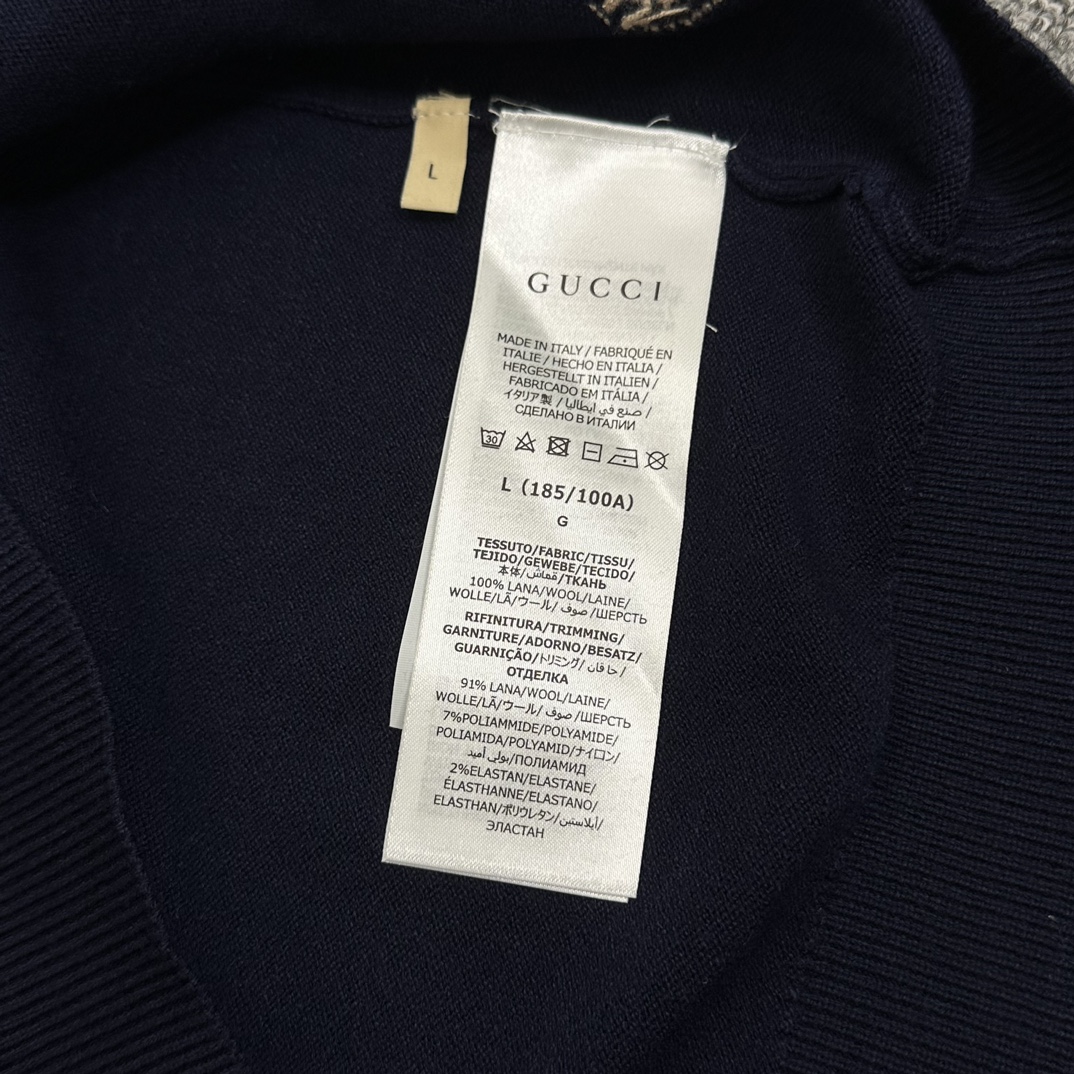 L
GUCCI
MADE IN ITALY / FABRIQUÉ EN
ITALIE / HECHO EN ITALIA /
HERGESTELLT IN ITALIEN /
FABRICADO EM ITÁLIA /
イタリア製 / صنع في ايطاليا /
СДЕЛАНО В ИТАЛИИ
30
L (185/100A)
G
TESSUTO/FABRIC/TISSU/
TEJIDO/GEWEBE/TECIDO/
本体/قماش/ТКАНЬ
100% LANA/WOOL/LAINE/
WOLLE/LÃ/ウール/ صوف /ШЕРСТЬ
RIFINITURA/TRIMMING/
GARNITURE/ADORNO/BESATZ/
GUARNIÇÃO/トリミング/ حافان /
ОТДЕЛКА
91% LANA/WOOL/LAINE/
WOLLE/LÃ/ウール/ صوف /ШЕРСТЬ
7%POLIAMMIDE/POLYAMIDE/
POLIAMIDA/POLYAMID/ナイロン/
بولي أميد/ПОЛИАМИД
2%ELASTAN/ELASTANE/
ÉLASTHANNE/ELASTANO/
ELASTHAN/ポリウレタン/أيلاستين/
ЭЛАСТАН